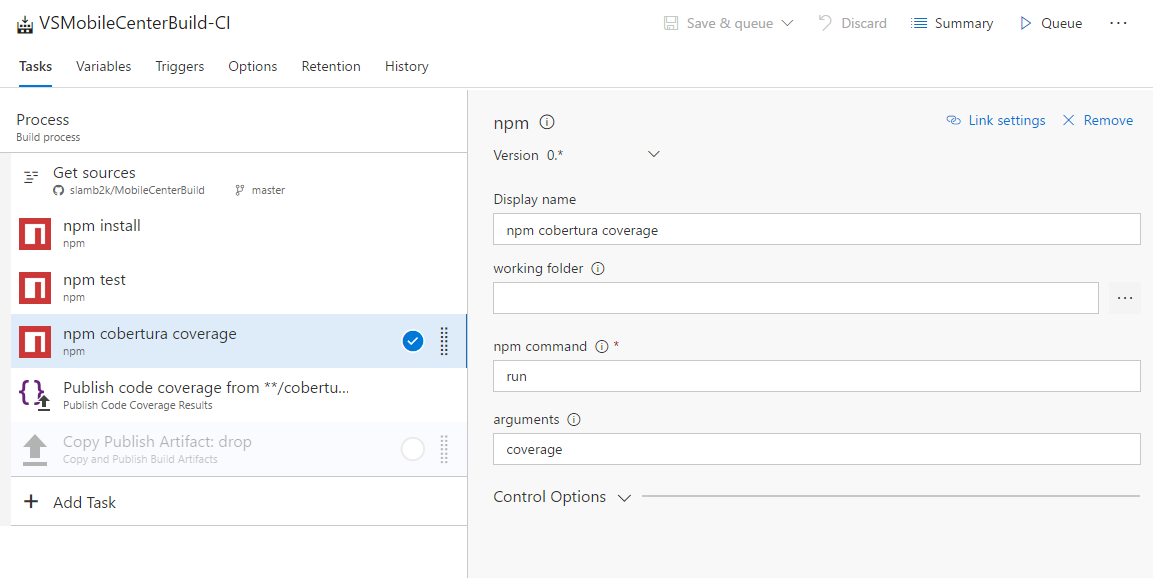 VSMobileCenterBuild-CI
Save & queue
Discard
Summary
Queue
...
Tasks
Variables
Triggers
Options
Retention
History
Process
Build process
Get sources
slamb2k/MobileCenterBuild
master
npm install
npm
npm test
npm
npm cobertura coverage
npm
Publish code coverage from **/cobertu...
Publish Code Coverage Results
Copy Publish Artifact: drop
Copy and Publish Build Artifacts
+ Add Task
npm
Link settings
Remove
Version 0.*
Display name
npm cobertura coverage
working folder
...
npm command *
run
arguments
coverage
Control Options